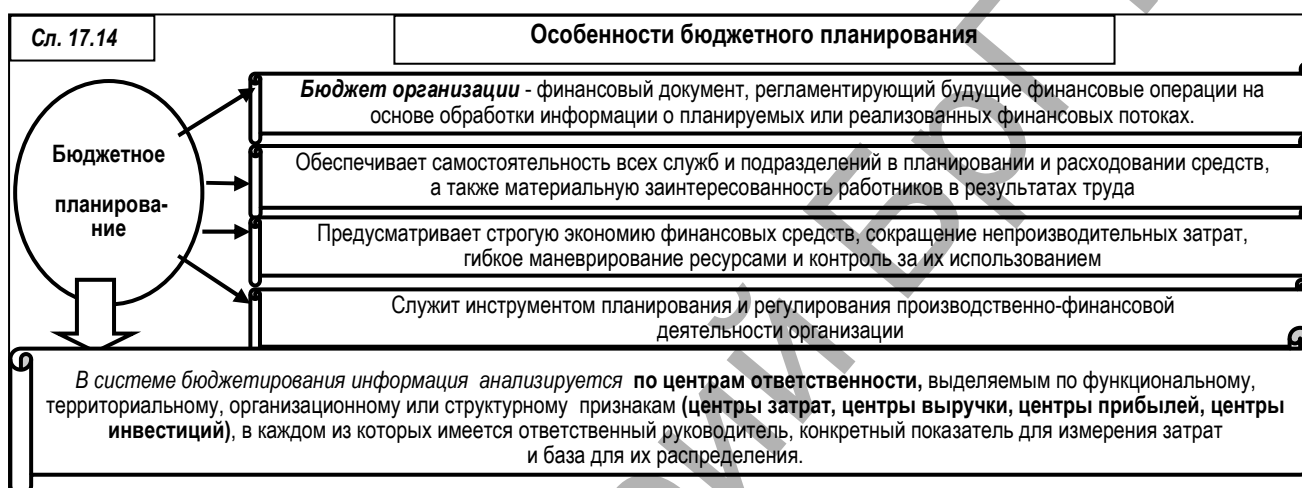 Сл. 17.14
Особенности бюджетного планирования
Бюджет организации - финансовый документ, регламентирующий будущие финансовые операции на
основе обработки информации о планируемых или реализованных финансовых потоках.
Бюджетное
планирова-
ние
Обеспечивает самостоятельность всех служб и подразделений в планировании и расходовании средств,
а также материальную заинтересованность работников в результатах труда
Предусматривает строгую экономию финансовых средств, сокращение непроизводительных затрат,
гибкое маневрирование ресурсами и контроль за их использованием
Служит инструментом планирования и регулирования производственно-финансовой
деятельности организации
В системе бюджетирования информация анализируется по центрам ответственности, выделяемым по функциональному,
территориальному, организационному или структурному признакам (центры затрат, центры выручки, центры прибылей, центры
инвестиций), в каждом из которых имеется ответственный руководитель, конкретный показатель для измерения затрат
и база для их распределения.